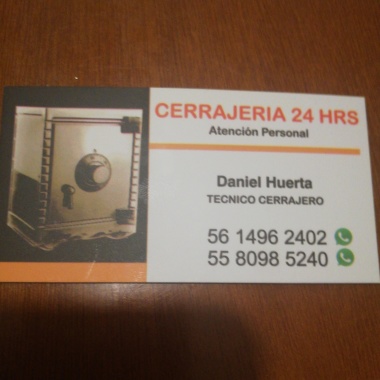 CERRAJERIA 24 HRS
Atención Personal
Daniel Huerta
TECNICO CERRAJERO
56 1496 2402
55 8098 5240